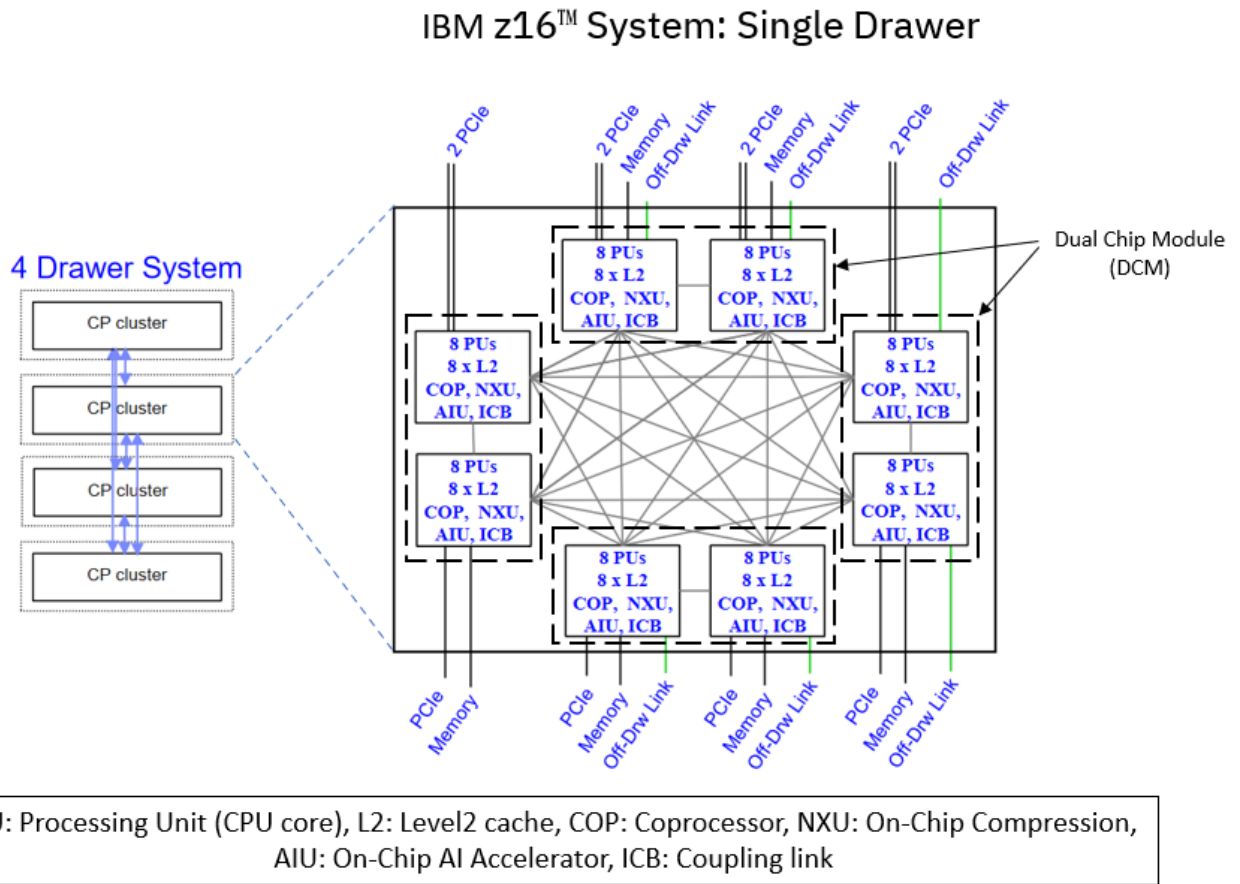 IBM z16™ System: Single Drawer
2 PCIe
2 PCIe
Memory
Off-Drw Link
2 PCIe
Memory
Off-Drw Link
2 PCIe
Off-Drw Link
Dual Chip Module
(DCM)
4 Drawer System
CP cluster
CP cluster
CP cluster
CP cluster
8 PUs
8 x L2
COP, NXU,
AIU, ICB
8 PUs
8 x L2
COP, NXU,
AIU, ICB
8 PUs
8 x L2
COP, NXU,
AIU, ICB
8 PUs
8 x L2
COP, NXU,
AIU, ICB
8 PUs
8 x L2
COP, NXU,
AIU, ICB
8 PUs
8 x L2
COP, NXU,
AIU, ICB
8 PUs
8 x L2
COP, NXU,
AIU, ICB
8 PUs
8 x L2
COP, NXU,
AIU, ICB
PCIe
Memory
PCIe
Memory
Off-Drw Link
PCIe
Memory
Off-Drw Link
PCIe
Memory
Off-Drw Link
: Processing Unit (CPU core), L2: Level2 cache, COP: Coprocessor, NXU: On-Chip Compression,
AIU: On-Chip AI Accelerator, ICB: Coupling link